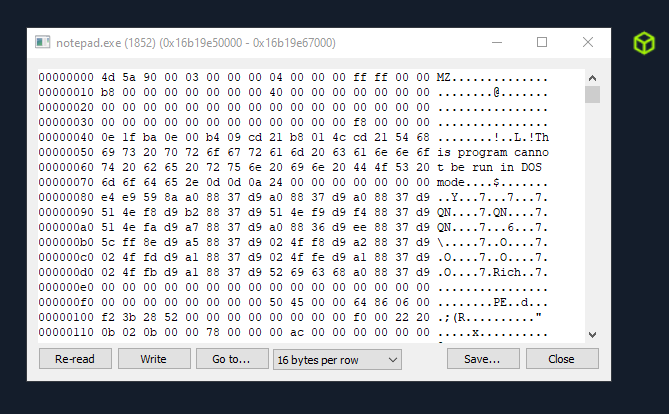 notepad.exe (1852) (0x16b19e50000 - 0x16b19e67000)
00000000 4d 5a 90 00 03 00 00 00 04 00 00 00 ff ff 00 00 MZ..............
00000010 b8 00 00 00 00 00 00 00 40 00 00 00 00 00 00 00 ........@.......
00000020 00 00 00 00 00 00 00 00 00 00 00 00 00 00 00 00 ................
00000030 00 00 00 00 00 00 00 00 00 00 00 00 f8 00 00 00 ................
00000040 0e 1f ba 0e 00 b4 09 cd 21 b8 01 4c cd 21 54 68 ........!..L.!Th
00000050 69 73 20 70 72 6f 67 72 61 6d 20 63 61 6e 6e 6f is program canno
00000060 74 20 62 65 20 72 75 6e 20 69 6e 20 44 4f 53 20 t be run in DOS
00000070 6d 6f 64 65 2e 0d 0d 0a 24 00 00 00 00 00 00 00 mode....$.......
00000080 e4 e9 59 8a a0 88 37 d9 a0 88 37 d9 a0 88 37 d9 ..Y...7...7...7.
00000090 51 4e f8 d9 b2 88 37 d9 51 4e f9 d9 f4 88 37 d9 QN....7.QN....7.
000000a0 51 4e fa d9 a7 88 37 d9 a0 88 36 d9 ee 88 37 d9 QN....7...6...7.
000000b0 5c ff 8e d9 a5 88 37 d9 02 4f f8 d9 a2 88 37 d9 \.....7..O....7.
000000c0 02 4f fd d9 a1 88 37 d9 02 4f fe d9 a1 88 37 d9 .O....7..O....7.
000000d0 02 4f fb d9 a1 88 37 d9 52 69 63 68 a0 88 37 d9 .O....7.Rich..7.
000000e0 00 00 00 00 00 00 00 00 00 00 00 00 00 00 00 00 ................
000000f0 00 00 00 00 00 00 00 00 50 45 00 00 64 86 06 00 ........PE..d...
00000100 f2 3b 28 52 00 00 00 00 00 00 00 00 f0 00 22 20 .;(R.........."
00000110 0b 02 0b 00 00 78 00 00 00 ac 00 00 00 00 00 00 .....x..........
Re-read Write Go to... 16 bytes per row Save... Close